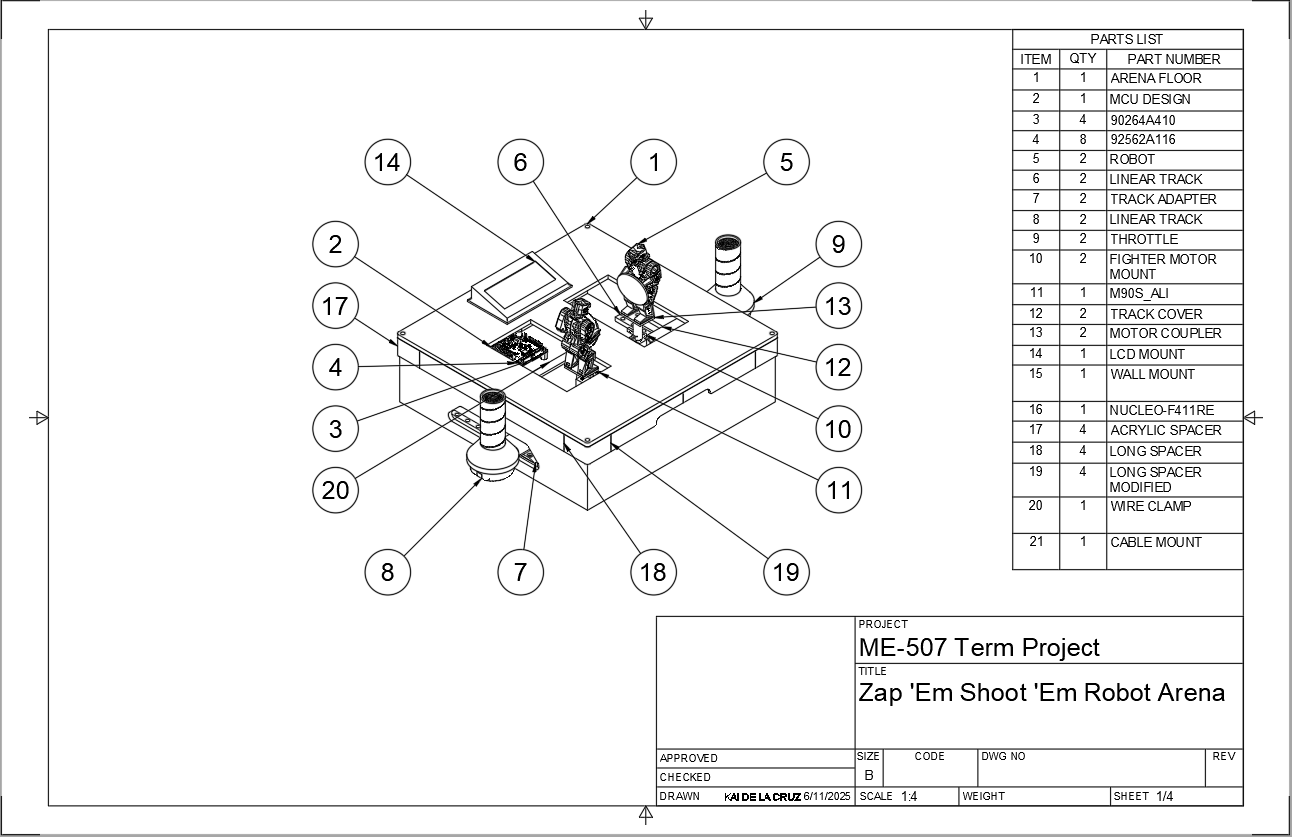 PARTS LIST
ITEM QTY PART NUMBER
1 1 ARENA FLOOR
2 1 MCU DESIGN
3 4 90264A410
4 8 92562A116
5 2 ROBOT
6 2 LINEAR TRACK
7 2 TRACK ADAPTER
8 2 LINEAR TRACK
9 2 THROTTLE
10 2 FIGHTER MOTOR
MOUNT
11 1 M90S_ALI
12 2 TRACK COVER
13 2 MOTOR COUPLER
14 1 LCD MOUNT
15 1 WALL MOUNT
16 1 NUCLEO-F411RE
17 4 ACRYLIC SPACER
18 4 LONG SPACER
19 4 LONG SPACER
MODIFIED
20 1 WIRE CLAMP
21 1 CABLE MOUNT
14 6 1 5
2 9
17 13
4 12
3 10
20 11
8 7 18 19
PROJECT
ME-507 Term Project
TITLE
Zap 'Em Shoot 'Em Robot Arena
APPROVED
CHECKED
DRAWN KAI DE LA CRUZ 6/11/2025
SIZE CODE DWG NO REV
B
SCALE 1:4 WEIGHT SHEET 1/4